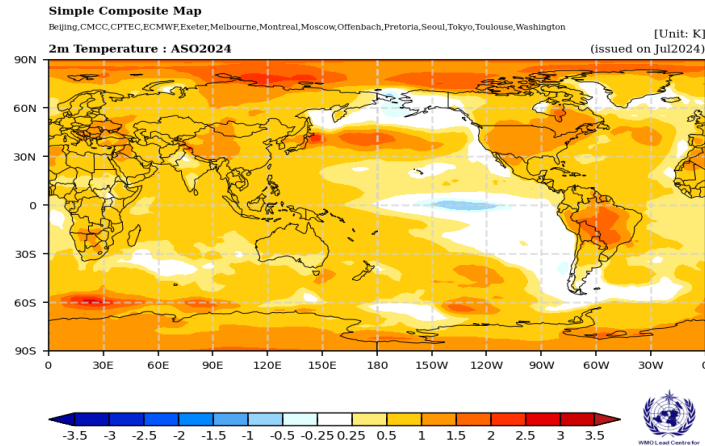 Simple Composite Map
Beijing,CMCC,CPTEC,ECMWF,Exeter,Melbourne,Montreal,Moscow,Offenbach,Pretoria,Seoul,Tokyo,Toulouse,Washington
[Unit: K]
2m Temperature : ASO2024
(issued on Jul2024)
90N
60N
30N
0
30S
60S
90S
0 30E 60E 90E 120E 150E 180 150W 120W 90W 60W 30W 0
-3.5 -3 -2.5 -2 -1.5 -1 -0.5 -0.25 0.25 0.5 1 1.5 2 2.5 3 3.5
WMO Lead Centre for